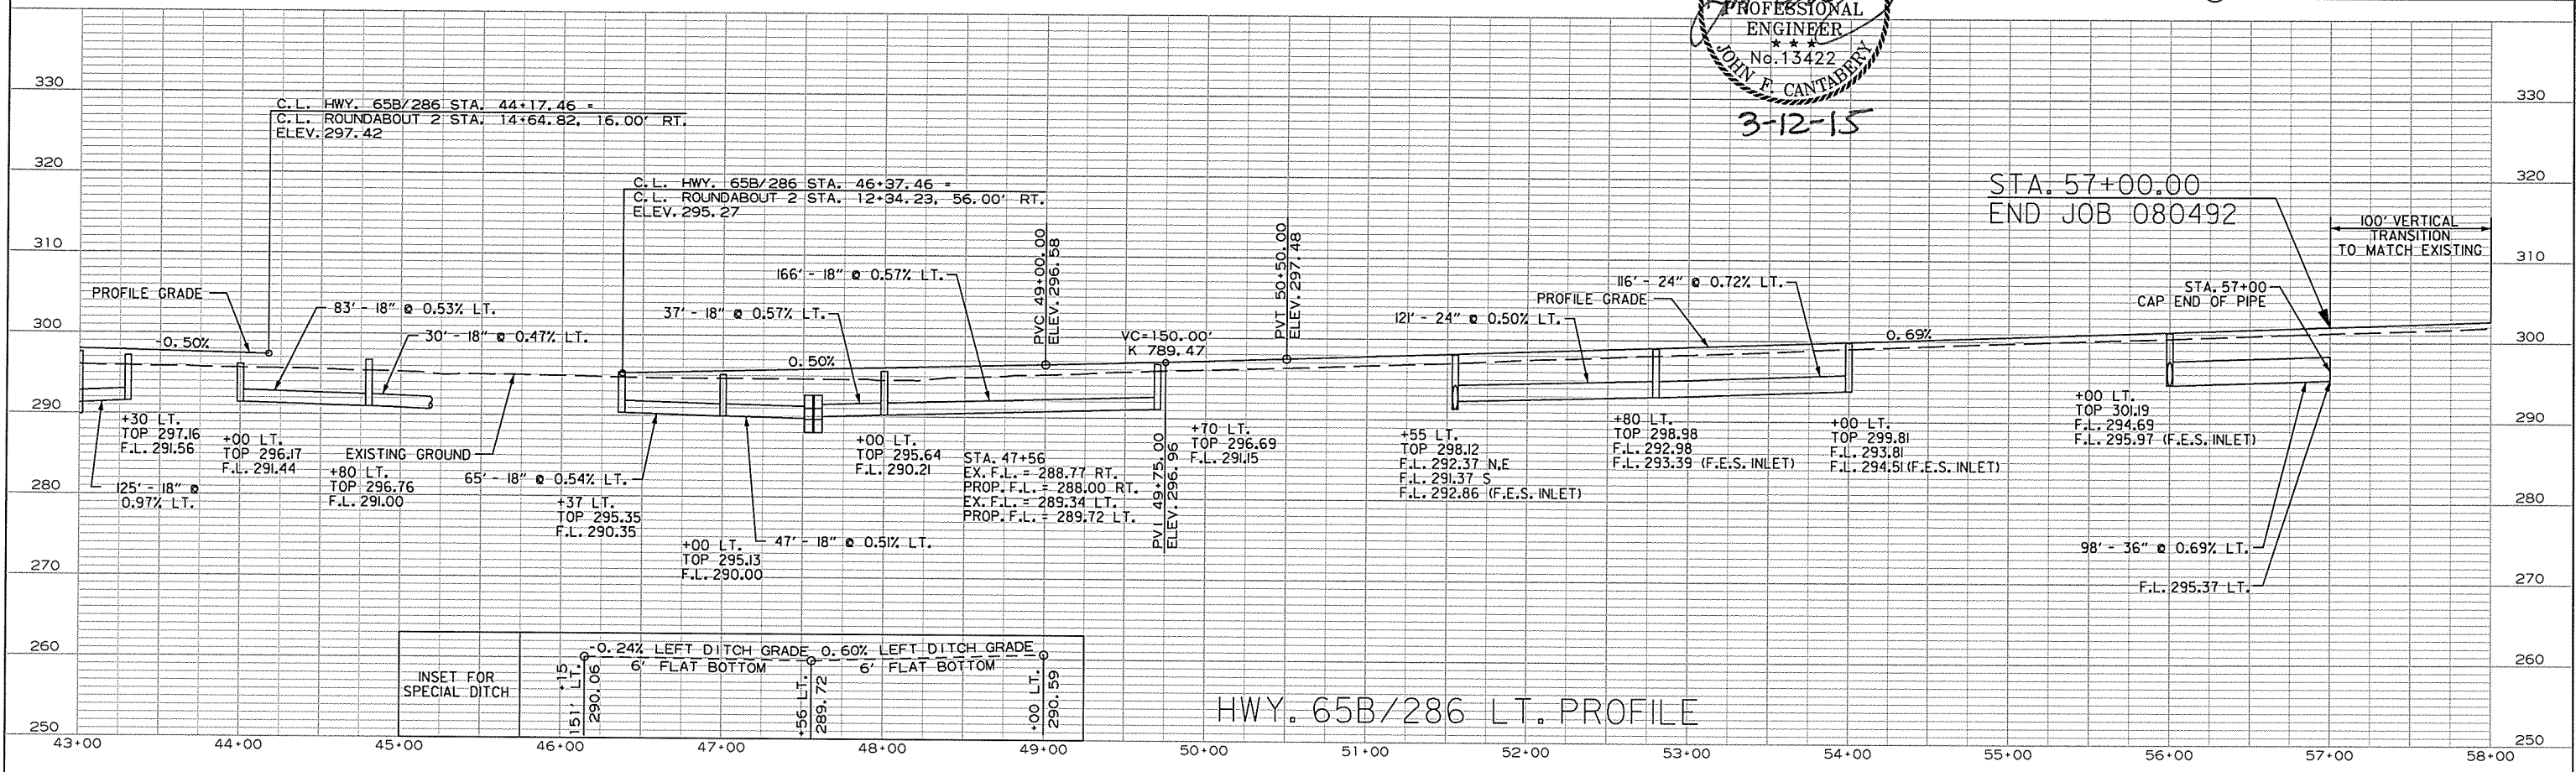 PROFESSIONAL
ENGINEER
★ ★ ★
No. 13422
JOHN F. CANTABERY
3-12-15
330
320
310
300
290
280
270
260
250
330
320
310
300
290
280
270
260
250
C.L. HWY. 65B/286 STA. 44+17.46 =
C.L. ROUNDABOUT 2 STA. 14+64.82, 16.00' RT.
ELEV. 297.42
C.L. HWY. 65B/286 STA. 46+37.46 =
C.L. ROUNDABOUT 2 STA. 12+34.23, 56.00' RT.
ELEV. 295.27
STA. 57+00.00
END JOB 080492
100' VERTICAL
TRANSITION
TO MATCH EXISTING
PROFILE GRADE
-0.50%
83' - 18" @ 0.53% LT.
30' - 18" @ 0.47% LT.
166' - 18" @ 0.57% LT.
37' - 18" @ 0.57% LT.
0.50%
PVC 49+00.00
ELEV. 296.58
VC=150.00'
K 789.47
PVT 50+50.00
ELEV. 297.48
116' - 24" @ 0.72% LT.
PROFILE GRADE
121' - 24" @ 0.50% LT.
0.69%
STA. 57+00
CAP END OF PIPE
+30 LT.
TOP 297.16
F.L. 291.56
125' - 18" @
0.97% LT.
+00 LT.
TOP 296.17
F.L. 291.44
EXISTING GROUND
+80 LT.
TOP 296.76
F.L. 291.00
65' - 18" @ 0.54% LT.
+37 LT.
TOP 295.35
F.L. 290.35
+00 LT.
TOP 295.13
F.L. 290.00
47' - 18" @ 0.51% LT.
+00 LT.
TOP 295.64
F.L. 290.21
STA. 47+56
EX. F.L. = 288.77 RT.
PROP. F.L. = 288.00 RT.
EX. F.L. = 289.34 LT.
PROP. F.L. = 289.72 LT.
PVI 49+75.00
ELEV. 296.96
+70 LT.
TOP 296.69
F.L. 291.15
+55 LT.
TOP 298.12
F.L. 292.37 N,E
F.L. 291.37 S
F.L. 292.86 (F.E.S. INLET)
+80 LT.
TOP 298.98
F.L. 292.98
F.L. 293.39 (F.E.S. INLET)
+00 LT.
TOP 299.81
F.L. 293.81
F.L. 294.51 (F.E.S. INLET)
+00 LT.
TOP 301.19
F.L. 294.69
F.L. 295.97 (F.E.S. INLET)
98' - 36" @ 0.69% LT.
F.L. 295.37 LT.
INSET FOR
SPECIAL DITCH
-0.24% LEFT DITCH GRADE
6' FLAT BOTTOM
0.60% LEFT DITCH GRADE
6' FLAT BOTTOM
+15
151' LT.
290.06
+56 LT.
289.72
+00 LT.
290.59
HWY. 65B/286 LT. PROFILE
43+00
44+00
45+00
46+00
47+00
48+00
49+00
50+00
51+00
52+00
53+00
54+00
55+00
56+00
57+00
58+00